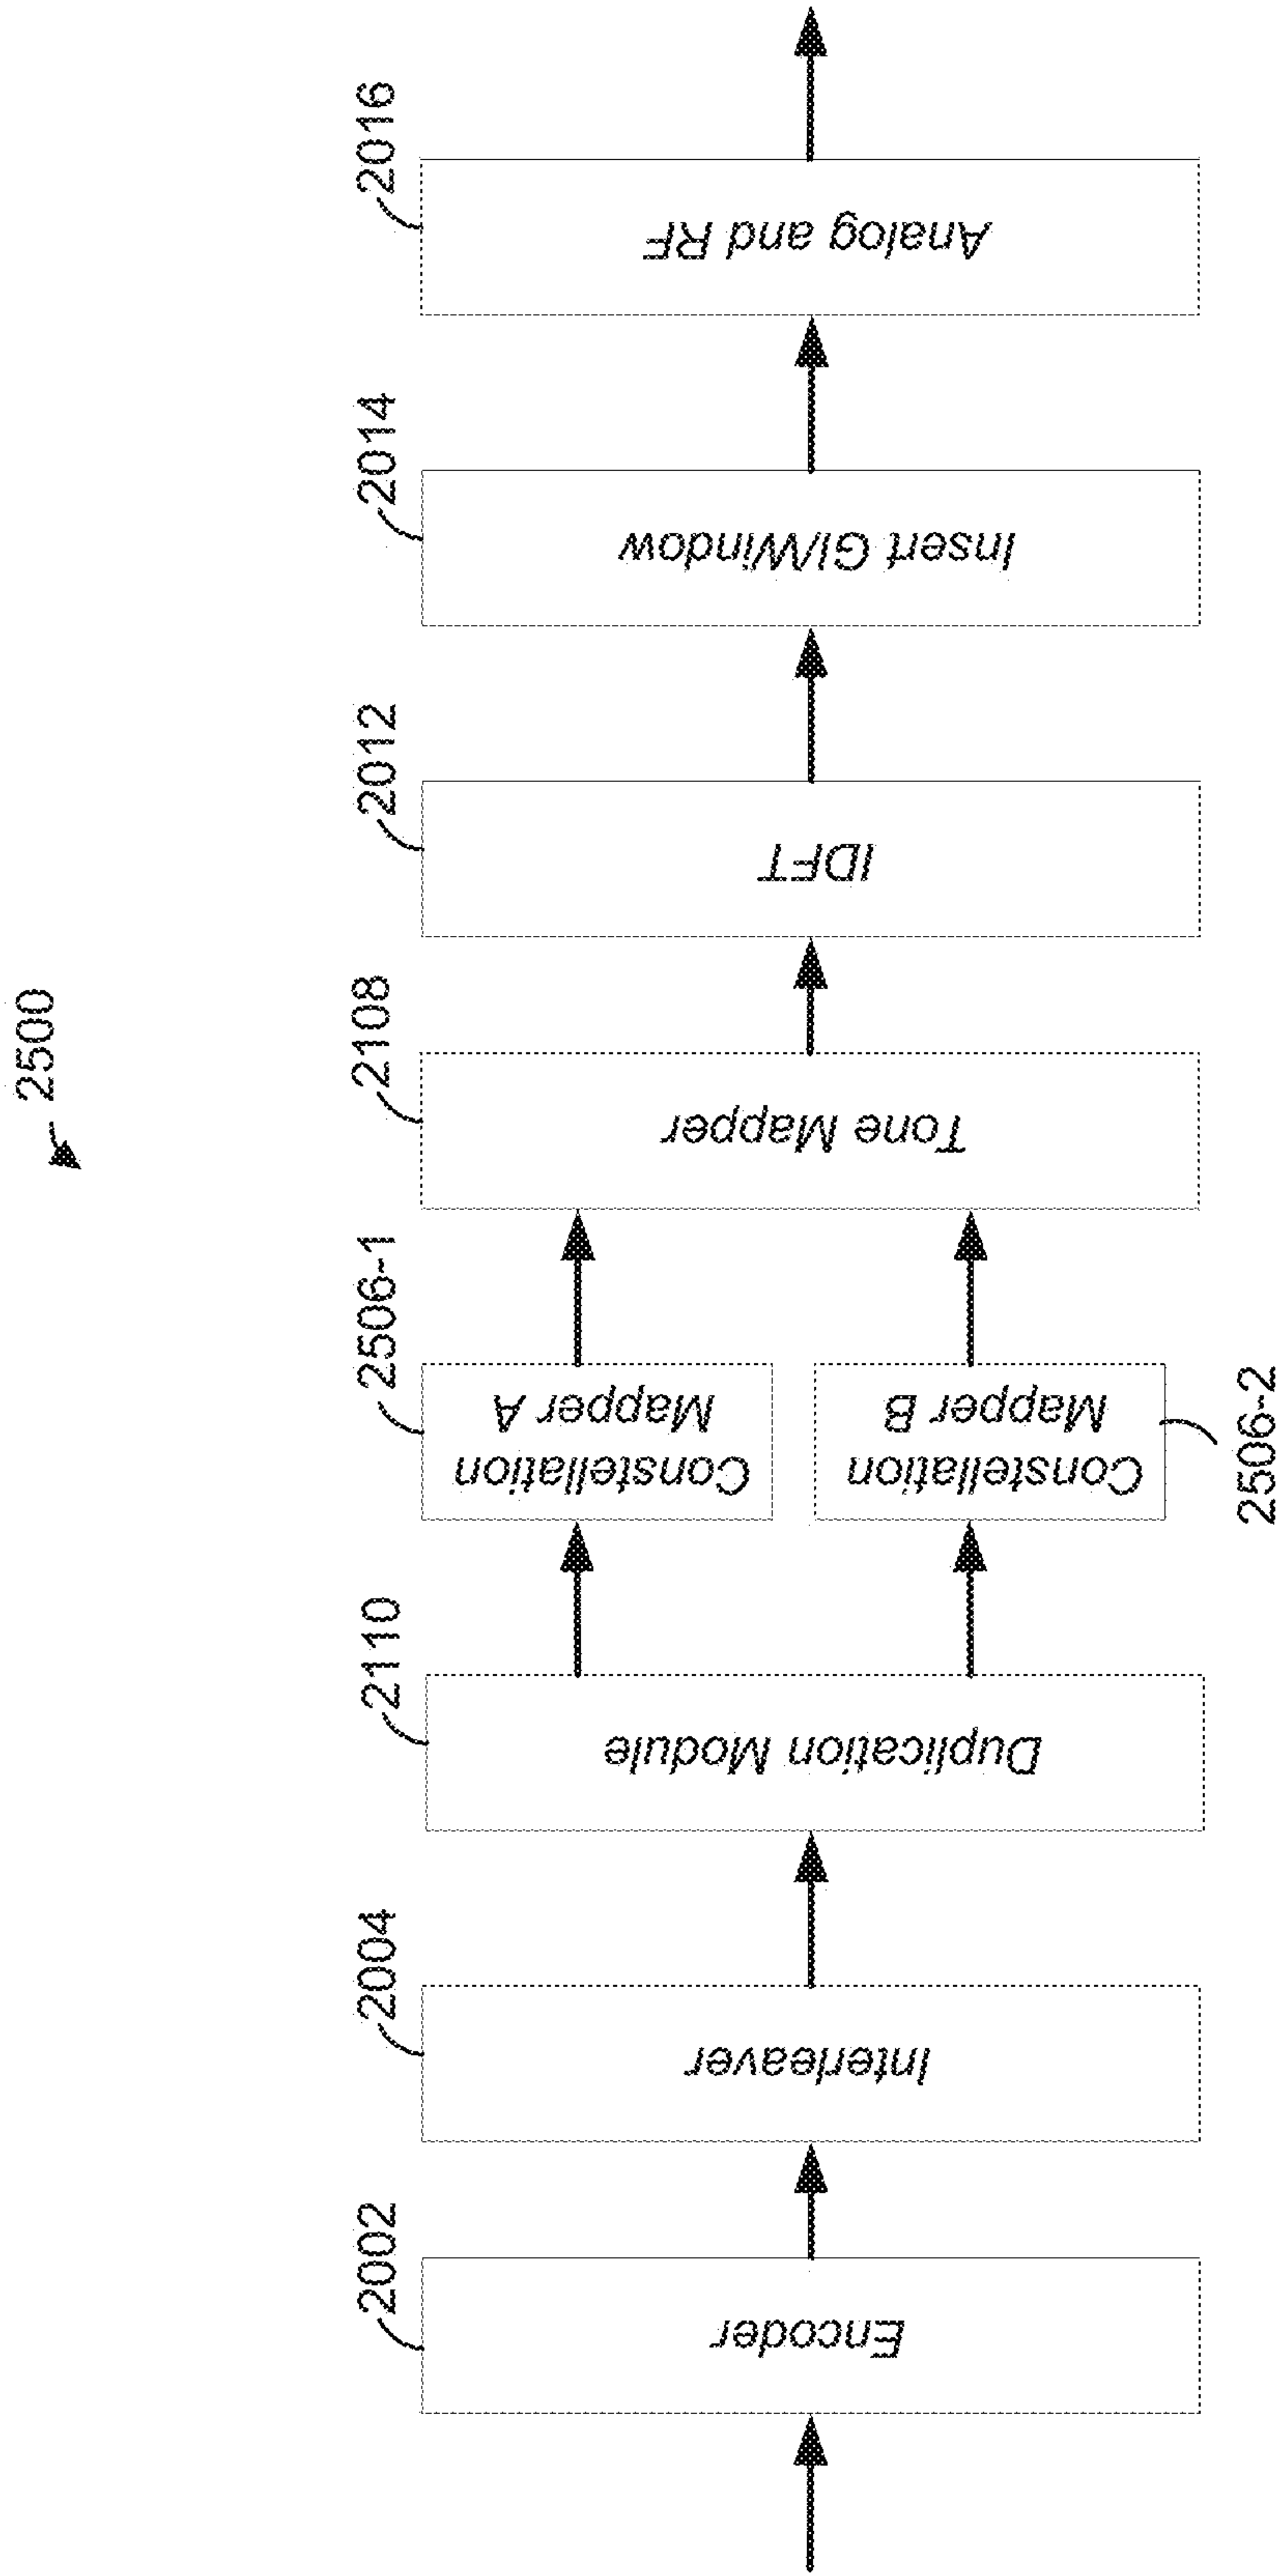 2500
2002
Encoder
2004
Interleaver
2110
Duplication Module
2506-1
Constellation
Mapper A
Constellation
Mapper B
2506-2
2108
Tone Mapper
2012
IDFT
2014
Insert GI/Window
2016
Analog and RF